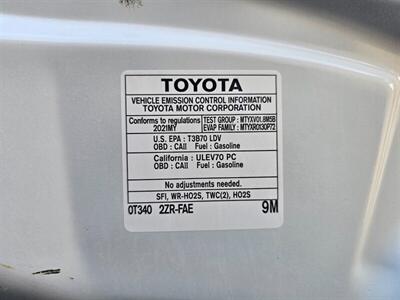 TOYOTA
VEHICLE EMISSION CONTROL INFORMATION
TOYOTA MOTOR CORPORATION
Conforms to regulations
2021MY
TEST GROUP : MTYXV01.8M5B
EVAP FAMILY : MTYXR0130P72
U.S. EPA : T3B70 LDV
OBD : CAII Fuel : Gasoline
California : ULEV70 PC
OBD : CAII Fuel : Gasoline
No adjustments needed.
SFI, WR-HO2S, TWC(2), HO2S
0T340 2ZR-FAE 9M